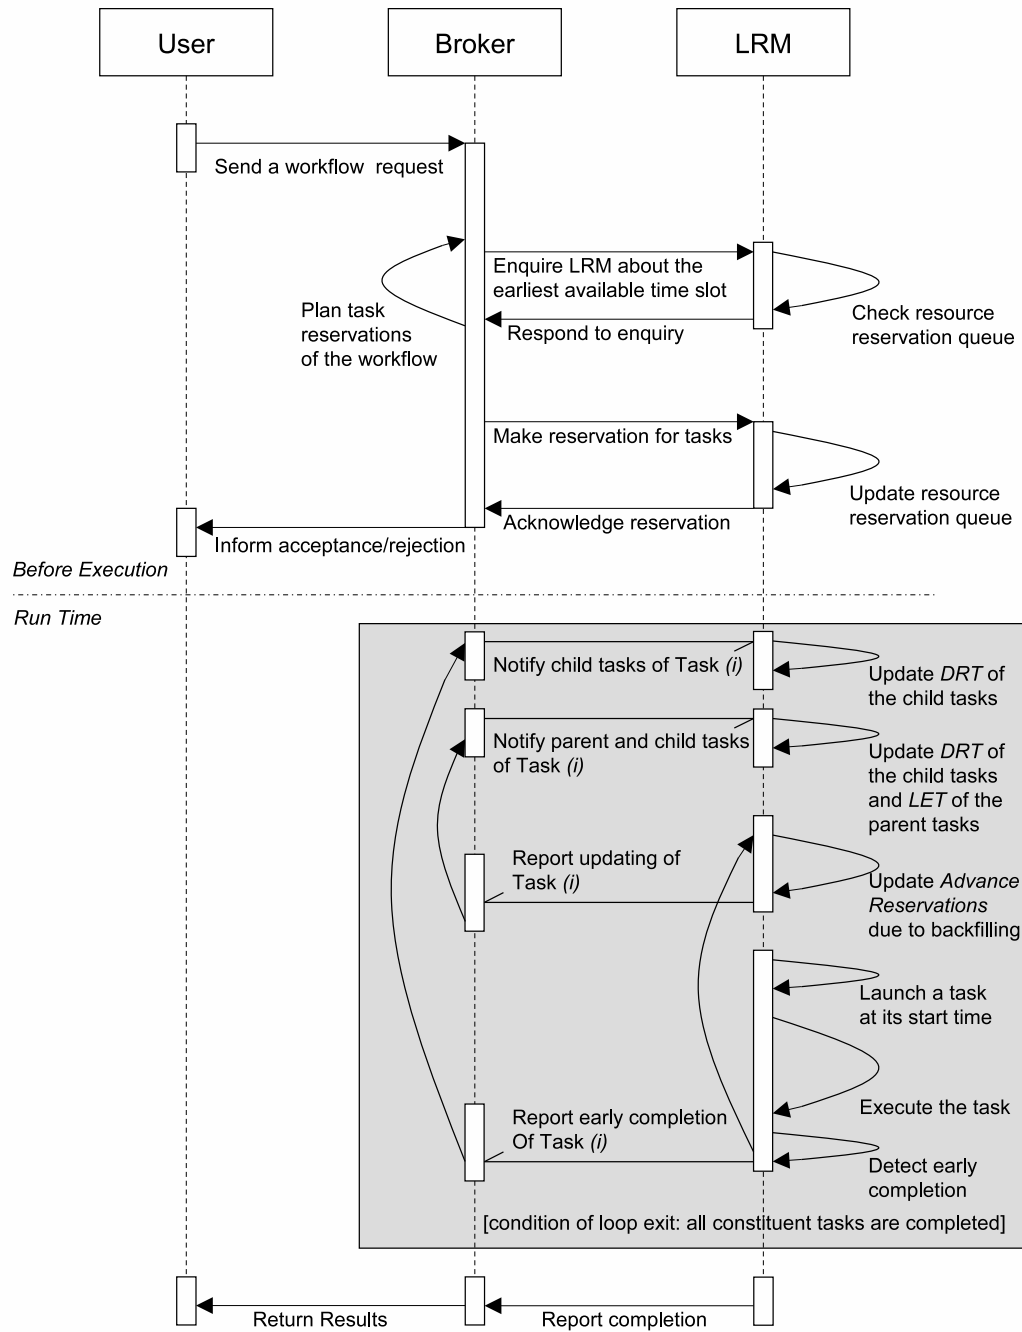 User
Broker
LRM
Send a workflow request
Enquire LRM about the
earliest available time slot
Plan task
reservations
of the workflow
Respond to enquiry
Check resource
reservation queue
Make reservation for tasks
Update resource
reservation queue
Acknowledge reservation
Inform acceptance/rejection
Before Execution
Run Time
Notify child tasks of Task (i)
Update DRT of
the child tasks
Notify parent and child tasks
of Task (i)
Update DRT of
the child tasks
and LET of the
parent tasks
Report updating of
Task (i)
Update Advance
Reservations
due to backfilling
Launch a task
at its start time
Execute the task
Report early completion
Of Task (i)
Detect early
completion
[condition of loop exit: all constituent tasks are completed]
Return Results
Report completion